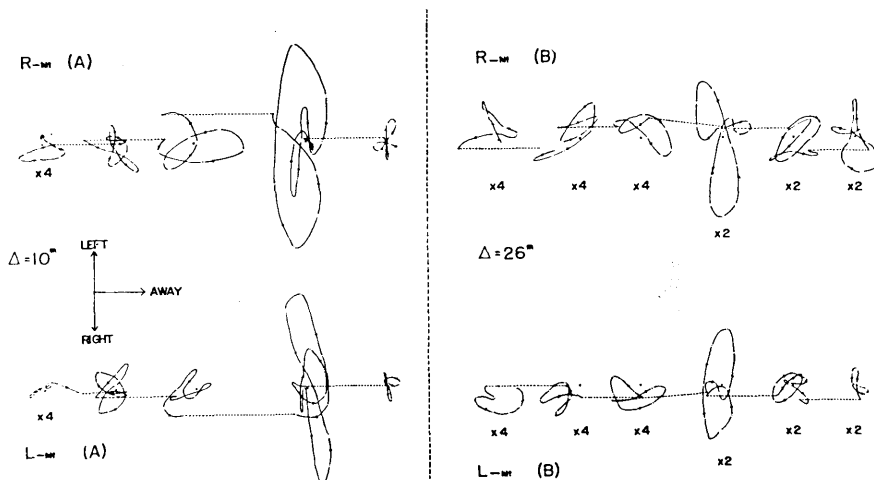 R- (A)
x4
Δ=10ᵐ
LEFT
AWAY
RIGHT
x4
L- (A)
R- (B)
x4 x4 x4 x2 x2 x2
Δ=26ᵐ
x4 x4 x4 x2 x2 x2
L- (B)